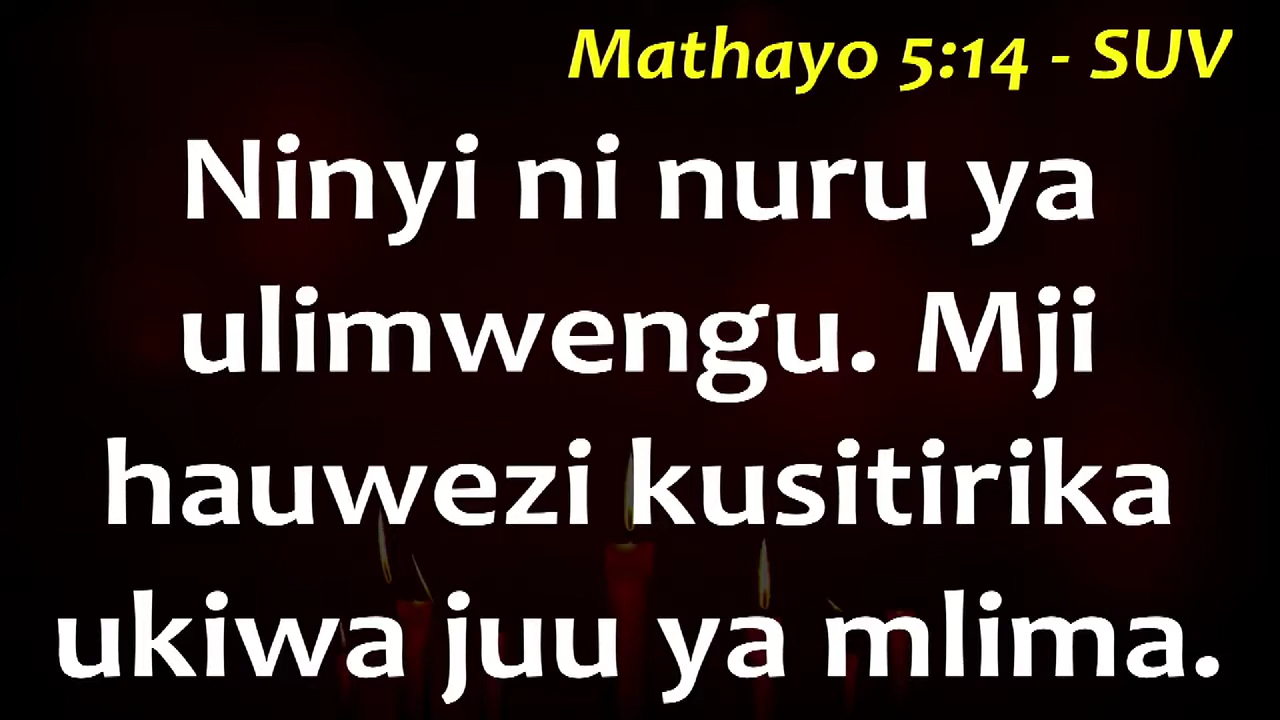 Mathayo 5:14 - SUV
Ninyi ni nuru ya
ulimwengu. Mji
hauwezi kusitirika
ukiwa juu ya mlima.